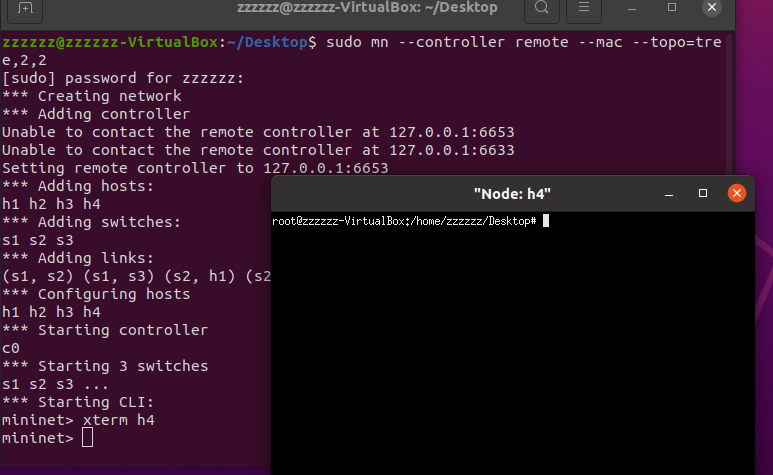 zzzzzz@zzzzzz-VirtualBox: ~/Desktop
zzzzzz@zzzzzz-VirtualBox:~/Desktop$ sudo mn --controller remote --mac --topo=tre
e,2,2
[sudo] password for zzzzzz:
*** Creating network
*** Adding controller
Unable to contact the remote controller at 127.0.0.1:6653
Unable to contact the remote controller at 127.0.0.1:6633
Setting remote controller to 127.0.0.1:6653
*** Adding hosts:
h1 h2 h3 h4
*** Adding switches:
s1 s2 s3
*** Adding links:
(s1, s2) (s1, s3) (s2, h1) (s2
*** Configuring hosts
h1 h2 h3 h4
*** Starting controller
c0
*** Starting 3 switches
s1 s2 s3 ...
*** Starting CLI:
mininet> xterm h4
mininet>
"Node: h4"
root@zzzzzz-VirtualBox:/home/zzzzzz/Desktop#